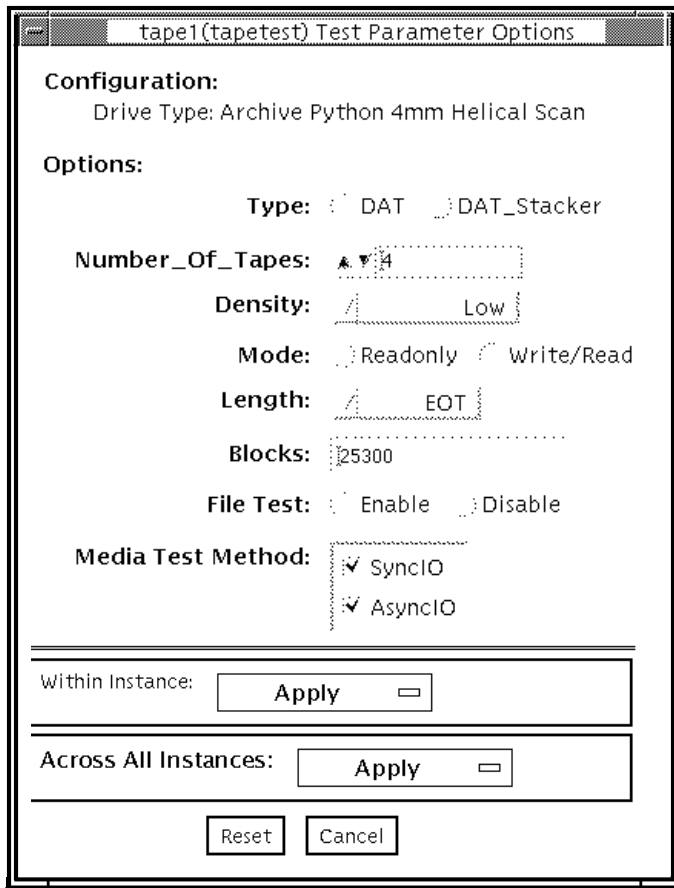 tape1(tapetest) Test Parameter Options
Configuration:
Drive Type: Archive Python 4mm Helical Scan
Options:
Type: DAT DAT_Stacker
Number_Of_Tapes: 4
Density: Low
Mode: Readonly Write/Read
Length: EOT
Blocks: 25300
File Test: Enable Disable
Media Test Method: SyncIO
AsyncIO
Within Instance: Apply
Across All Instances: Apply
Reset Cancel